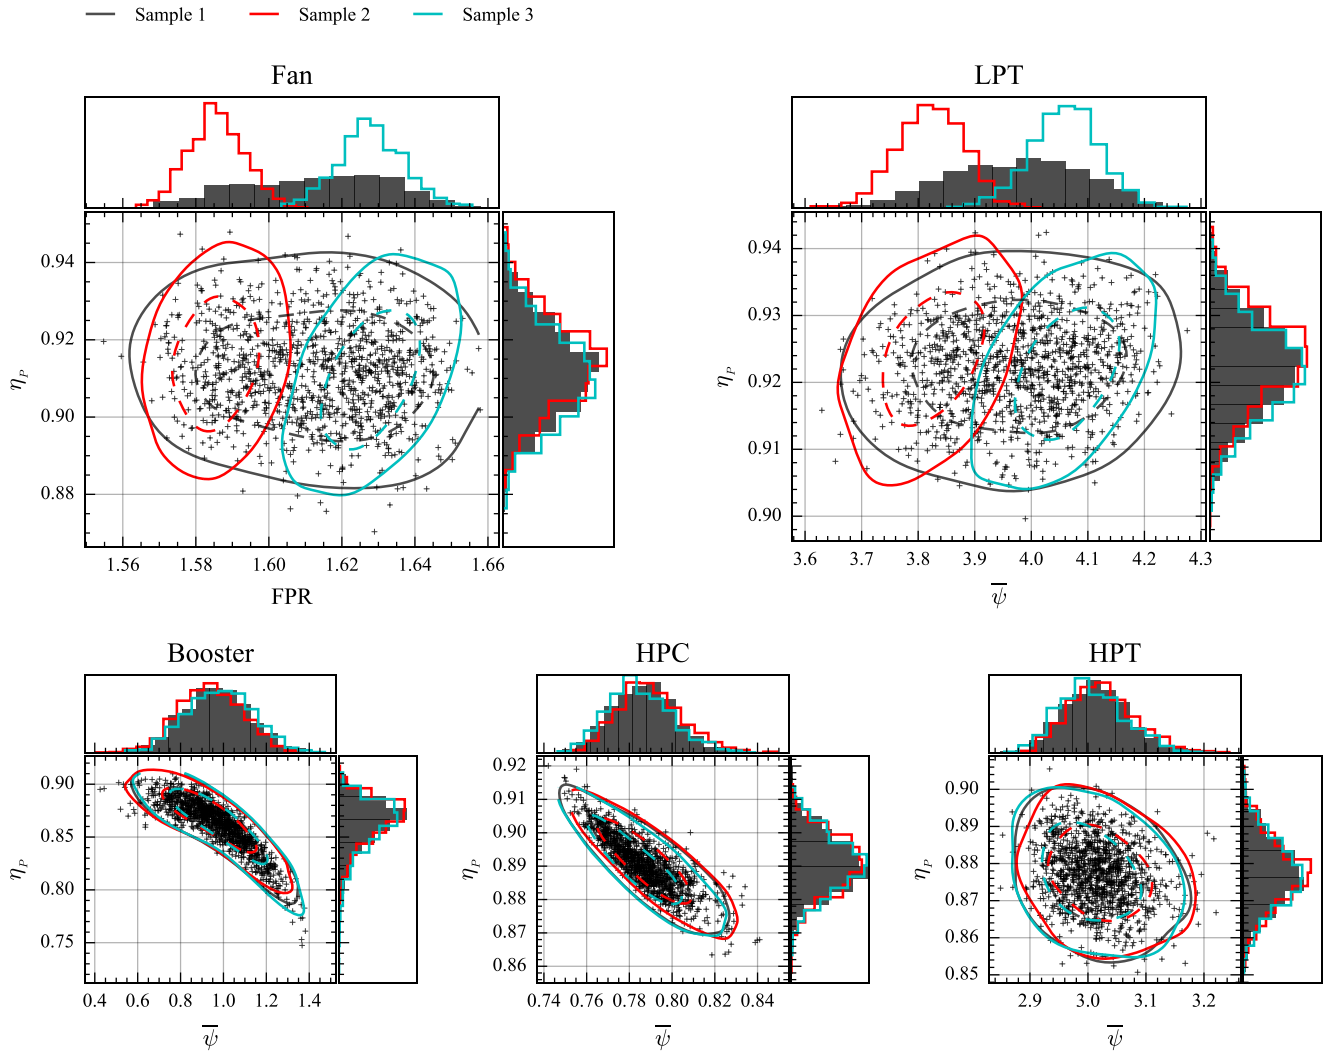 Sample 1 Sample 2 Sample 3
Fan LPT
0.94
0.92
0.90
0.88
η_P
1.56 1.60 1.62 1.64 1.66
FPR
0.94
0.93
0.92
0.91
0.90
η_P
3.6 3.7 3.8 3.9 4.0 4.1 4.2 4.3
ψ̅
Booster HPC HPT
0.90
0.85
0.80
0.75
η_P
0.4 0.6 0.8 1.0 1.2 1.4
ψ̅
0.92
0.91
0.90
0.89
0.88
0.87
0.86
η_P
0.74 0.76 0.78 0.80 0.82 0.84
ψ̅
0.90
0.89
0.88
0.87
0.86
0.85
η_P
2.9 3.0 3.1 3.2
ψ̅